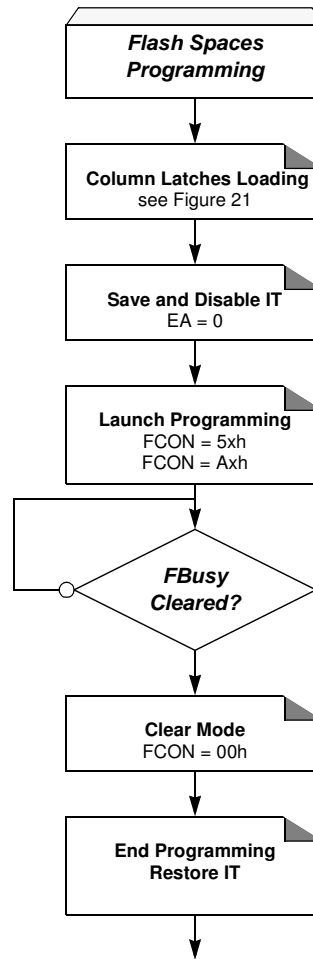 Flash Spaces
Programming
Column Latches Loading
see Figure 21
Save and Disable IT
EA = 0
Launch Programming
FCON = 5xh
FCON = Axh
FBusy
Cleared?
Clear Mode
FCON = 00h
End Programming
Restore IT